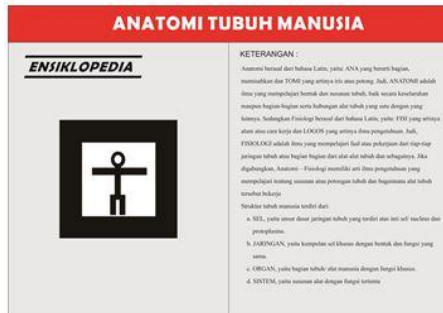 ANATOMI TUBUH MANUSIA
ENSIKLOPEDIA
KETERANGAN :
Anatomi berasal dari bahasa Latin, yaitu: ANA yang berarti bagian,
memisahkan dan TOMI yang artinya iris atau potong. Jadi, ANATOMI adalah
ilmu yang mempelajari bentuk dan susunan tubuh, baik secara keseluruhan
maupun bagian-bagian serta hubungan alat tubuh yang satu dengan yang
lainnya. Sedangkan Fisiologi berasal dari bahasa Latin, yaitu: FISI yang artinya
alam atau cara kerja dan LOGOS yang artinya ilmu pengetahuan. Jadi,
FISIOLOGI adalah ilmu yang mempelajari faal atau pekerjaan dari tiap-tiap
jaringan tubuh atau bagian bagian dari alat alat tubuh dan sebagainya. Jika
digabungkan, Anatomi – Fisiologi memiliki arti ilmu pengetahuan yang
mempelajari tentang susunan atau potongan tubuh dan bagaimana alat tubuh
tersebut bekerja
Struktur tubuh manusia terdiri dari:
a. SEL, yaitu unsur dasar jaringan tubuh yang terdiri atas inti sel/ nucleus dan
protoplasma.
b. JARINGAN, yaitu kumpulan sel khusus dengan bentuk dan fungsi yang
sama.
c. ORGAN, yaitu bagian tubuh/ alat manusia dengan fungsi khusus.
d. SISTEM, yaitu susunan alat dengan fungsi tertentu